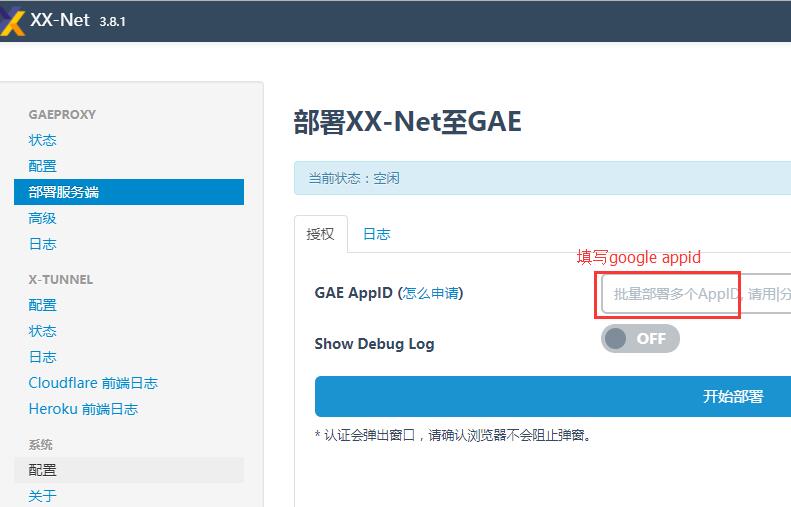 XX-Net 3.8.1
GAEPROXY
状态
配置
部署服务端
高级
日志
X-TUNNEL
配置
状态
日志
Cloudflare 前端日志
Heroku 前端日志
系统
配置
关于
部署XX-Net至GAE
当前状态：空闲
授权 日志
填写google appid
GAE AppID (怎么申请)
批量部署多个AppID, 请用|分
Show Debug Log
OFF
开始部署
* 认证会弹出窗口，请确认浏览器不会阻止弹窗。